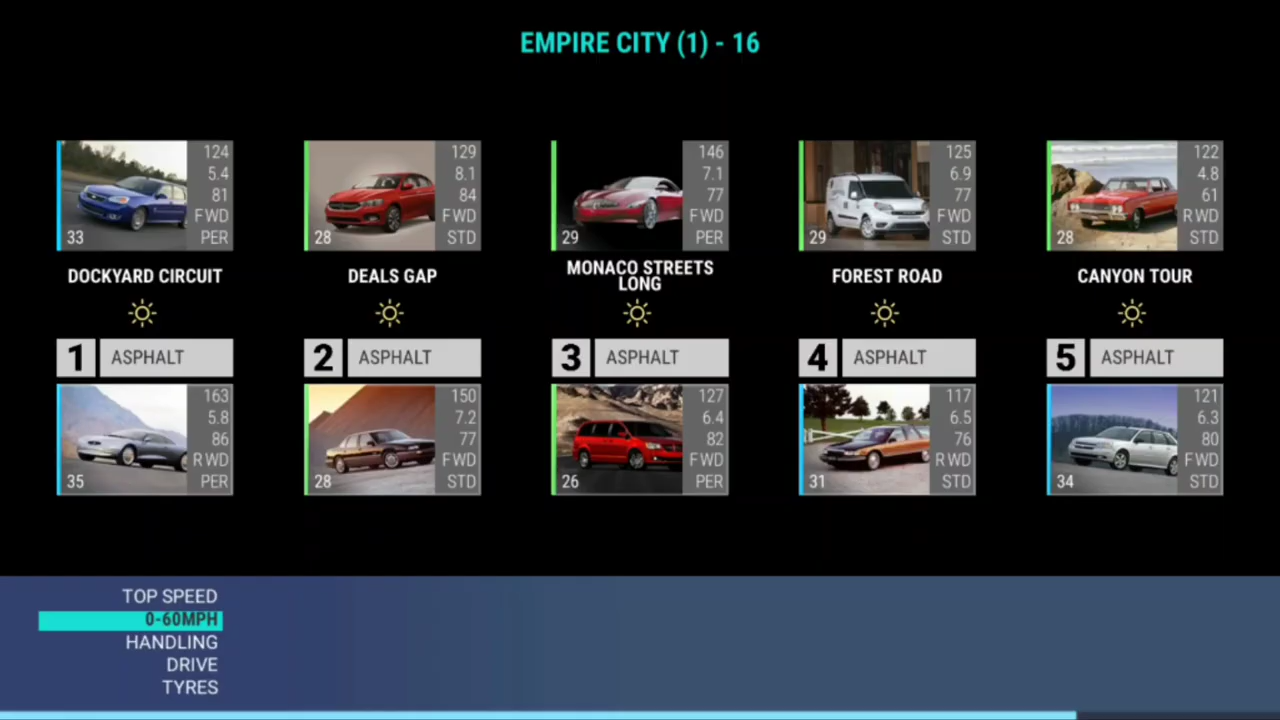 EMPIRE CITY (1) - 16
124
5.4
81
FWD
33 PER
129
8.1
84
FWD
28 STD
146
7.1
77
FWD
29 PER
125
6.9
77
FWD
29 STD
122
4.8
61
RWD
28 STD
DOCKYARD CIRCUIT
DEALS GAP
MONACO STREETS
LONG
FOREST ROAD
CANYON TOUR
1 ASPHALT
2 ASPHALT
3 ASPHALT
4 ASPHALT
5 ASPHALT
163
5.8
86
RWD
35 PER
150
7.2
77
FWD
28 STD
127
6.4
82
FWD
26 PER
117
6.5
76
RWD
31 STD
121
6.3
80
FWD
34 STD
TOP SPEED
0-60MPH
HANDLING
DRIVE
TYRES